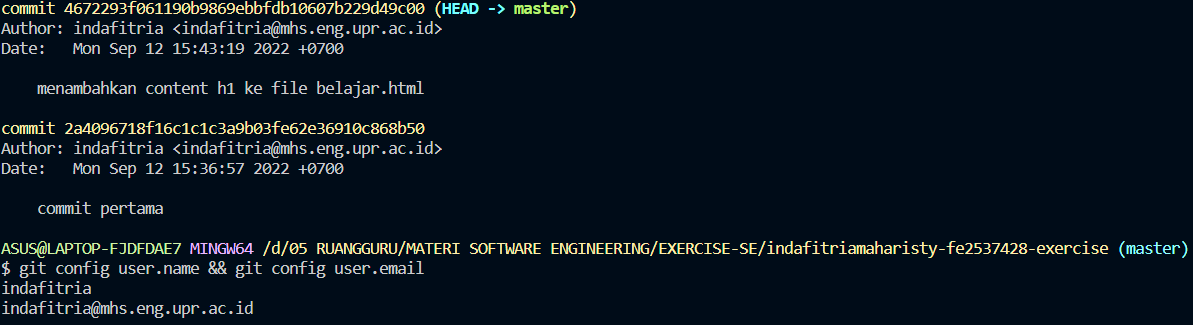 commit 4672293f061190b9869ebbfdb10607b229d49c00 (HEAD -> master)
Author: indafitria <indafitria@mhs.eng.upr.ac.id>
Date:   Mon Sep 12 15:43:19 2022 +0700
menambahkan content h1 ke file belajar.html
commit 2a4096718f16c1c1c3a9b03fe62e36910c868b50
Author: indafitria <indafitria@mhs.eng.upr.ac.id>
Date:   Mon Sep 12 15:36:57 2022 +0700
commit pertama
ASUS@LAPTOP-FJDFDAE7 MINGW64 /d/05 RUANGGURU/MATERI SOFTWARE ENGINEERING/EXERCISE-SE/indafitriamaharisty-fe2537428-exercise (master)
$ git config user.name && git config user.email
indafitria
indafitria@mhs.eng.upr.ac.id